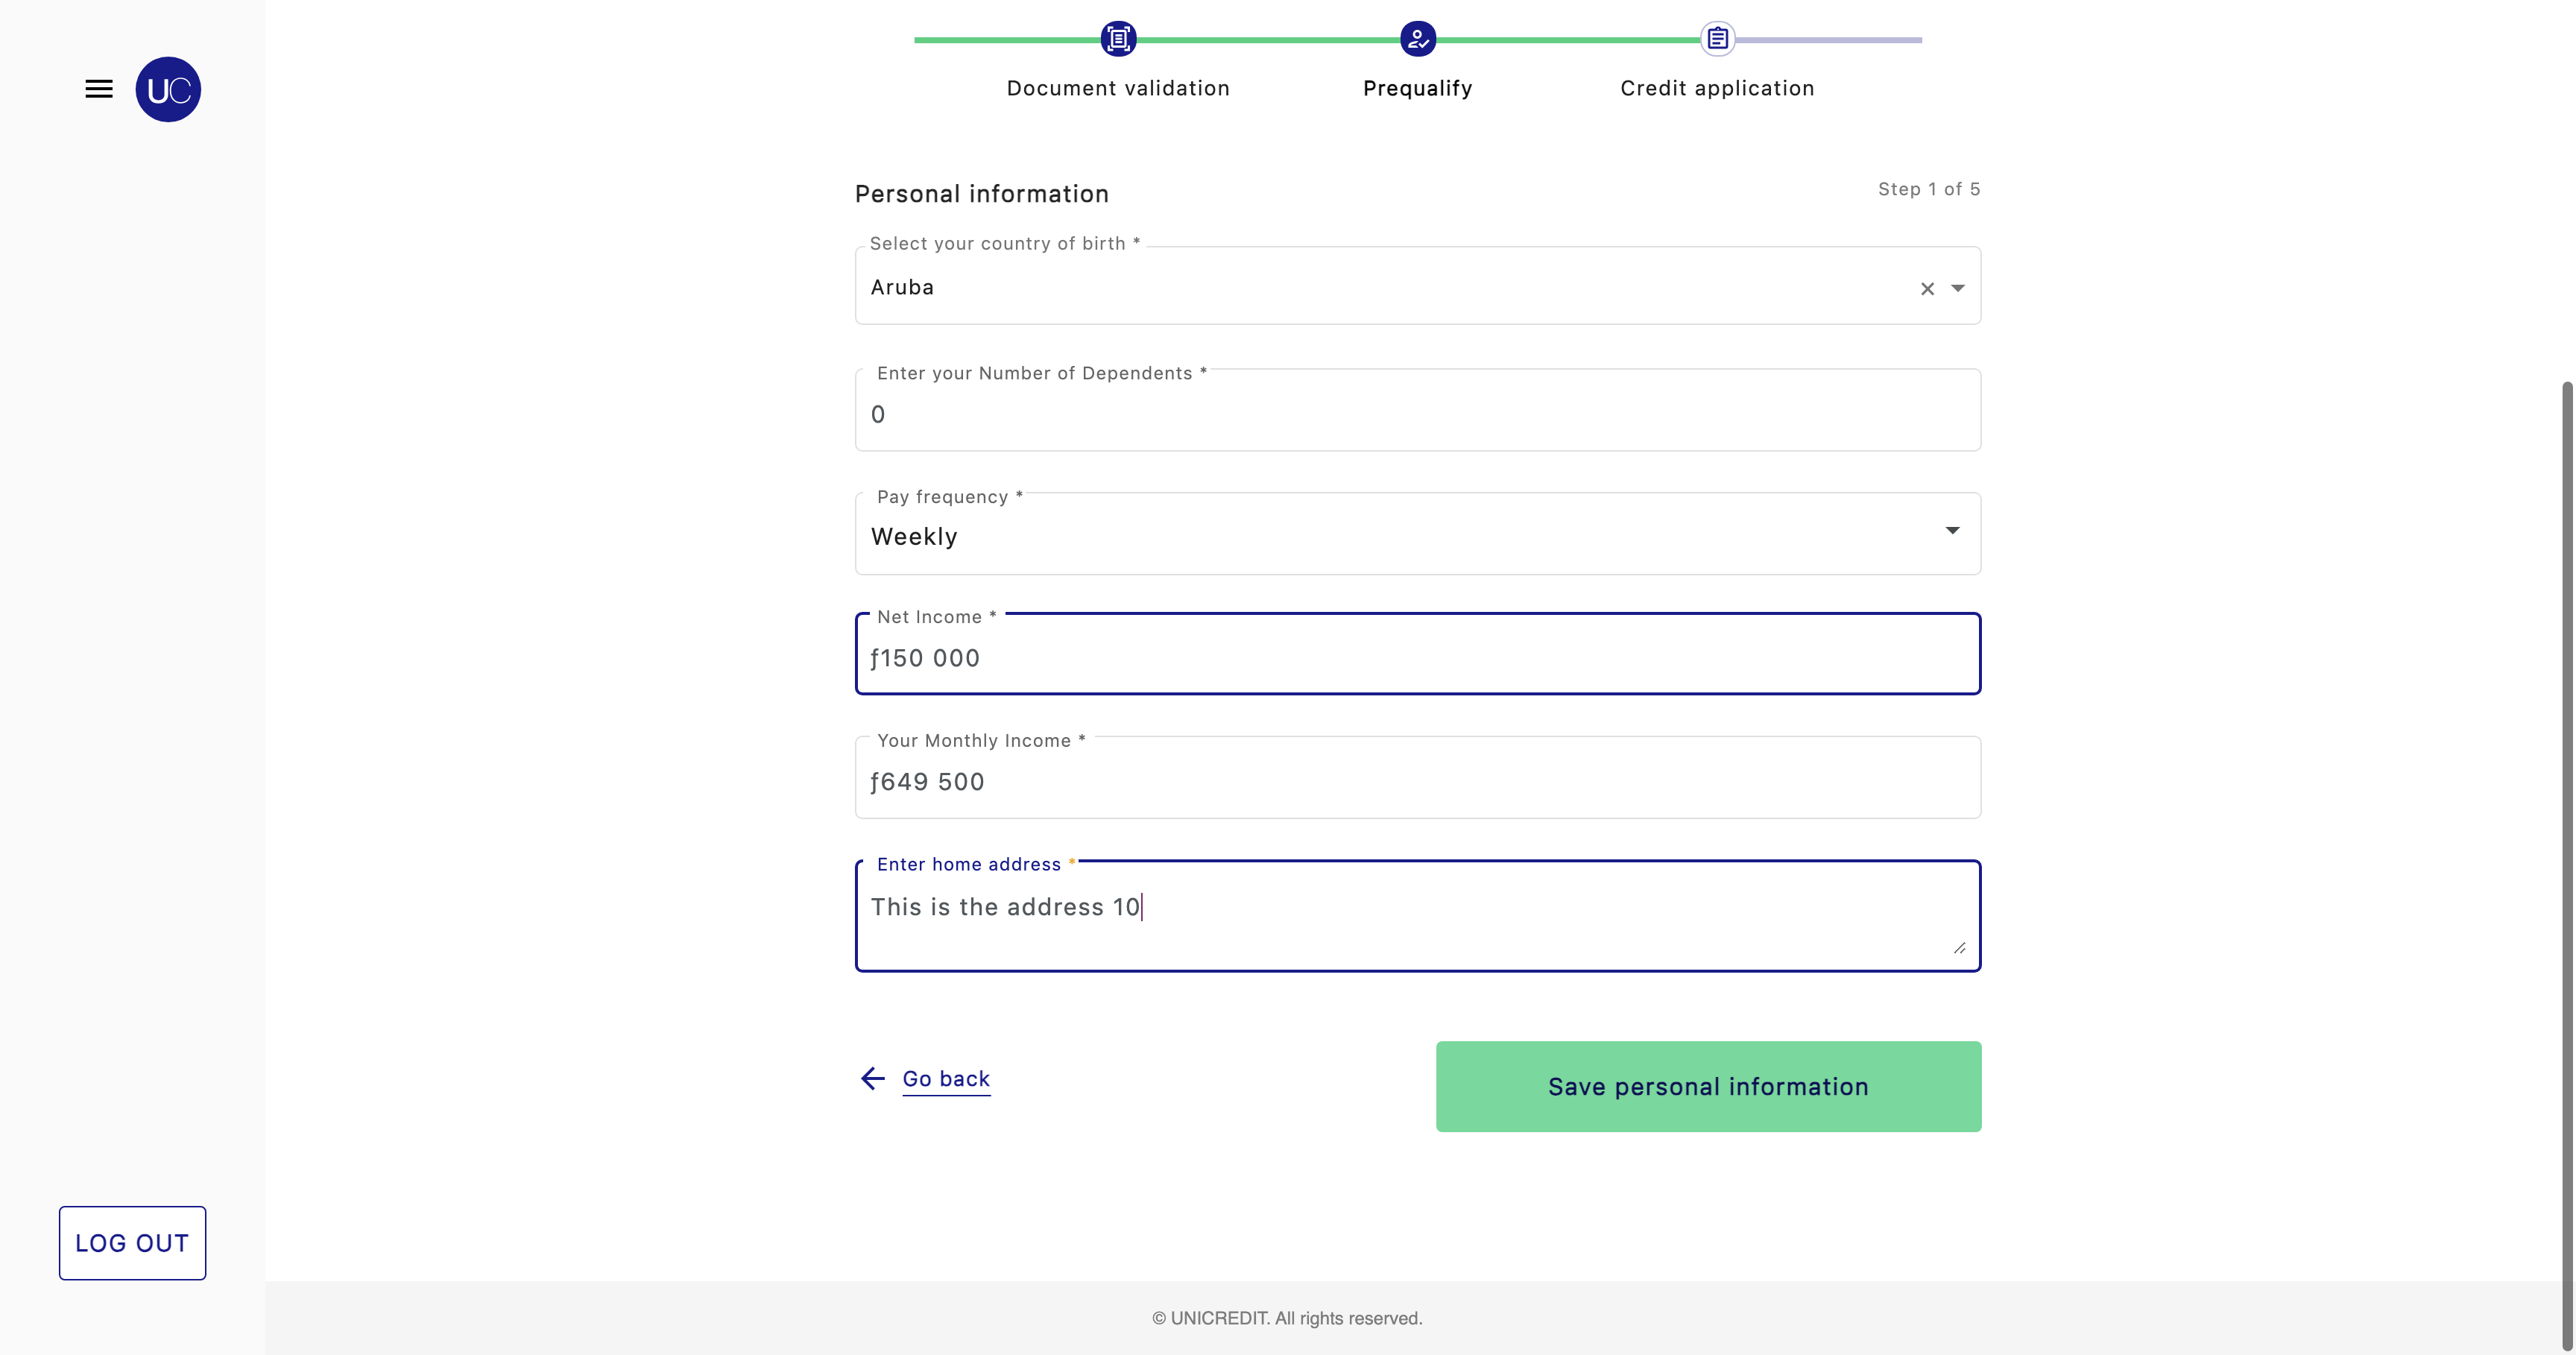 UC
Document validation
Prequalify
Credit application
Personal information
Step 1 of 5
Select your country of birth *
Aruba
Enter your Number of Dependents *
0
Pay frequency *
Weekly
Net Income *
ƒ150 000
Your Monthly Income *
ƒ649 500
Enter home address *
This is the address 10
Go back
Save personal information
LOG OUT
© UNICREDIT. All rights reserved.